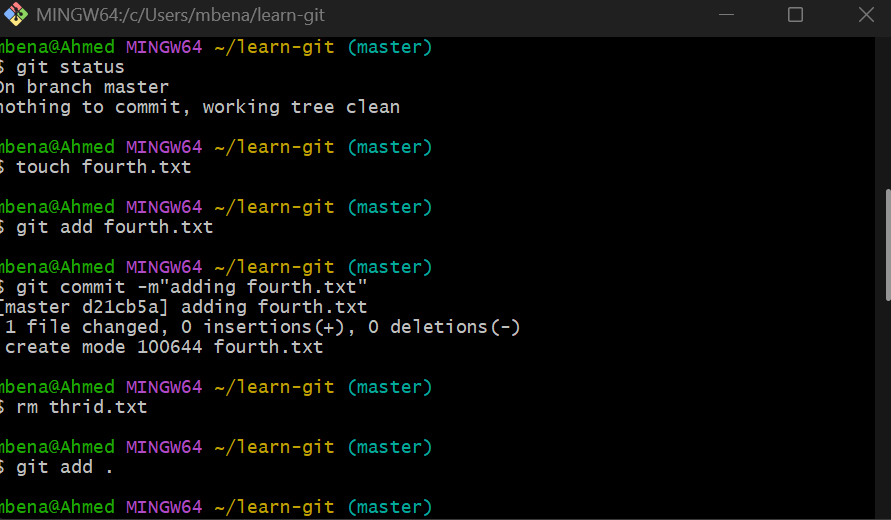 MINGW64:/c/Users/mbena/learn-git
mbena@Ahmed MINGW64 ~/learn-git (master)
$ git status
On branch master
nothing to commit, working tree clean
mbena@Ahmed MINGW64 ~/learn-git (master)
$ touch fourth.txt
mbena@Ahmed MINGW64 ~/learn-git (master)
$ git add fourth.txt
mbena@Ahmed MINGW64 ~/learn-git (master)
$ git commit -m"adding fourth.txt"
[master d21cb5a] adding fourth.txt
1 file changed, 0 insertions(+), 0 deletions(-)
create mode 100644 fourth.txt
mbena@Ahmed MINGW64 ~/learn-git (master)
$ rm thrid.txt
mbena@Ahmed MINGW64 ~/learn-git (master)
$ git add .
mbena@Ahmed MINGW64 ~/learn-git (master)